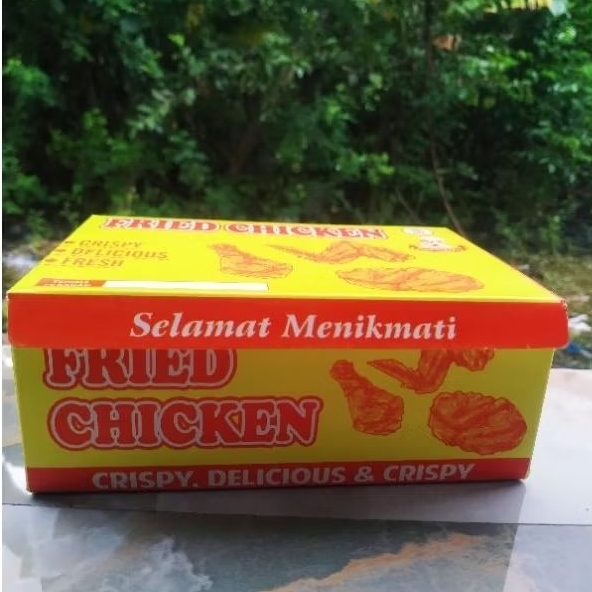 FRIED CHICKEN
- CRISPY
- DELICIOUS
- FRESH
Selamat Menikmati
FRIED
CHICKEN
CRISPY, DELICIOUS & CRISPY